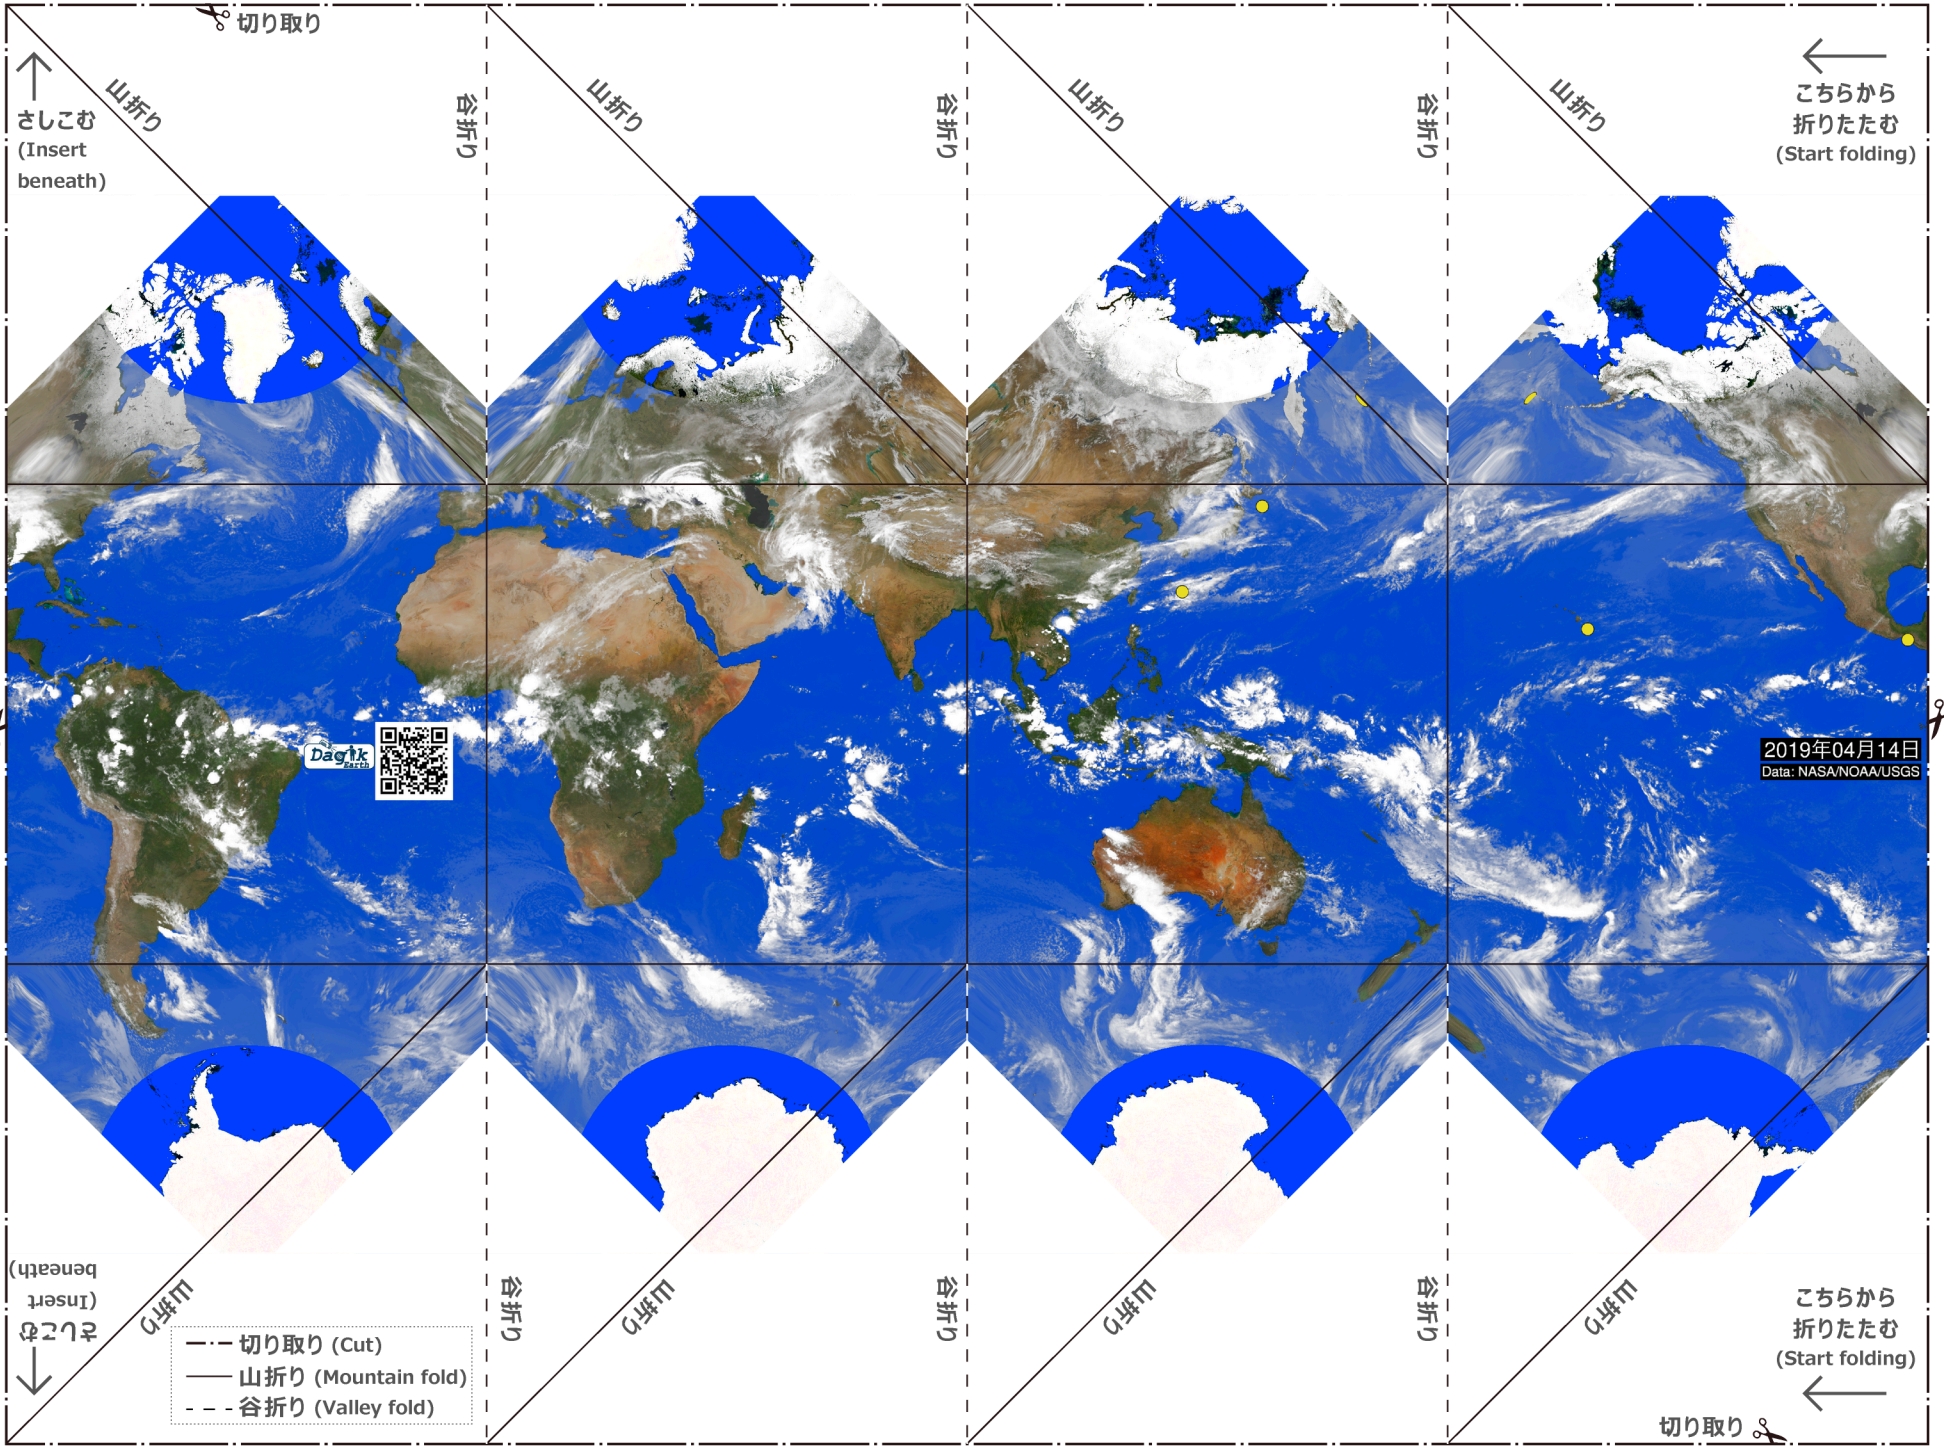 切り取り
山折り
谷折り
山折り
谷折り
山折り
谷折り
山折り
さしこむ
(Insert
beneath)
こちらから
折りたたむ
(Start folding)
Dagik
Earth
2019年04月14日
Data: NASA/NOAA/USGS
さしこむ
(Insert
beneath)
山折り
谷折り
山折り
谷折り
山折り
谷折り
山折り
こちらから
折りたたむ
(Start folding)
切り取り (Cut)
山折り (Mountain fold)
谷折り (Valley fold)
切り取り